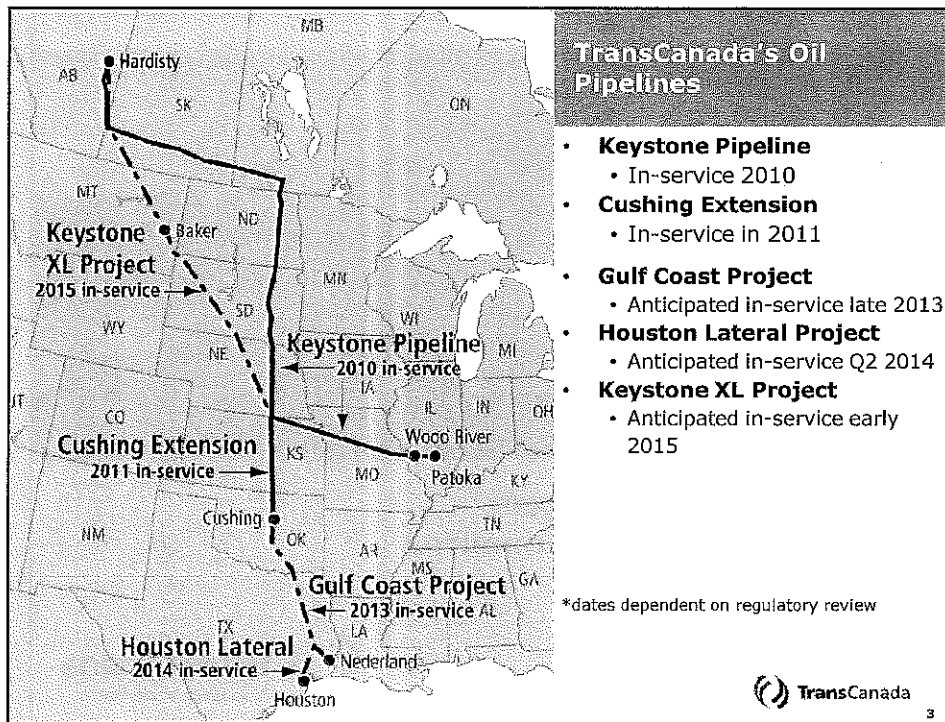 MB
Hardisty
AB
SK
ON
MT
ND
Keystone
XL Project
2015 in-service
Baker
MN
SD
WI
WY
Keystone Pipeline
2010 in-service
MI
NE
IA
UT
IL
IN
OH
CO
Wood River
Cushing Extension
2011 in-service
KS
MO
Patoka
KY
Cushing
TN
NM
OK
AR
MS
GA
Gulf Coast Project
2013 in-service
AL
TX
LA
Houston Lateral
2014 in-service
Nederland
Houston
TransCanada's Oil
Pipelines
• Keystone Pipeline
• In-service 2010
• Cushing Extension
• In-service in 2011
• Gulf Coast Project
• Anticipated in-service late 2013
• Houston Lateral Project
• Anticipated in-service Q2 2014
• Keystone XL Project
• Anticipated in-service early
2015
*dates dependent on regulatory review
TransCanada
3